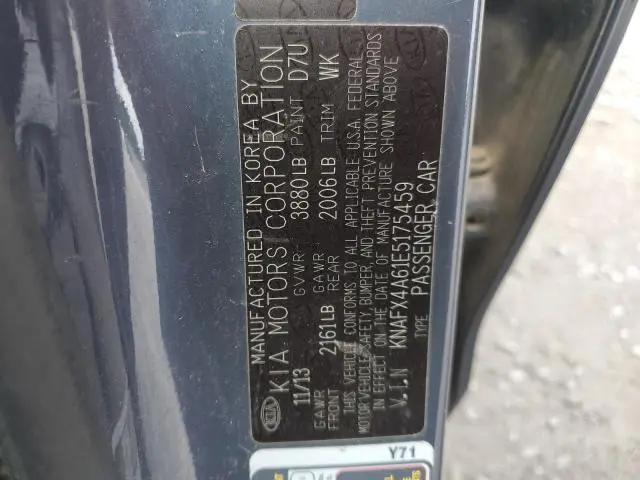 MANUFACTURED IN KOREA BY
KIA MOTORS CORPORATION
11/13 GVWR 3880LB PAINT D7U
GAWR FRONT 2161LB GAWR REAR 2006LB TRIM WK
THIS VEHICLE CONFORMS TO ALL APPLICABLE U.S.A. FEDERAL
MOTOR VEHICLE SAFETY, BUMPER, AND THEFT PREVENTION STANDARDS
IN EFFECT ON THE DATE OF MANUFACTURE SHOWN ABOVE
V.I.N KNAFX4A61E5175459
TYPE PASSENGER CAR
KIA
Y71